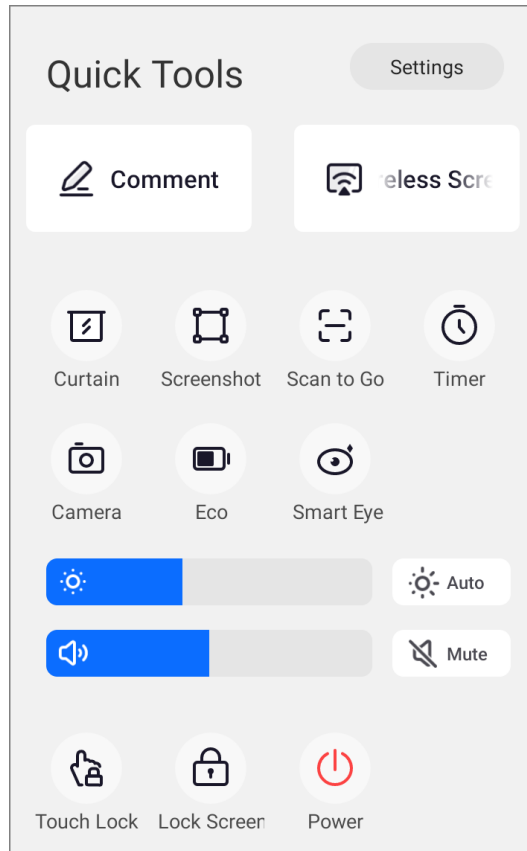 Quick Tools
Settings
Comment
eless Scre
Curtain
Screenshot
Scan to Go
Timer
Camera
Eco
Smart Eye
Auto
Mute
Touch Lock
Lock Screen
Power